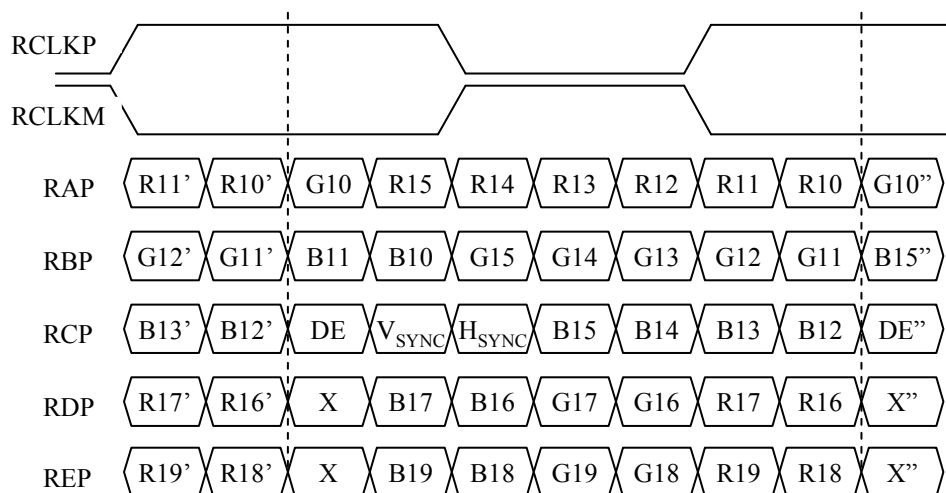 RCLKP
RCLKM
RAP R11’ R10’ G10 R15 R14 R13 R12 R11 R10 G10”
RBP G12’ G11’ B11 B10 G15 G14 G13 G12 G11 B15”
RCP B13’ B12’ DE VSYNC HSYNC B15 B14 B13 B12 DE”
RDP R17’ R16’ X B17 B16 G17 G16 R17 R16 X”
REP R19’ R18’ X B19 B18 G19 G18 R19 R18 X”